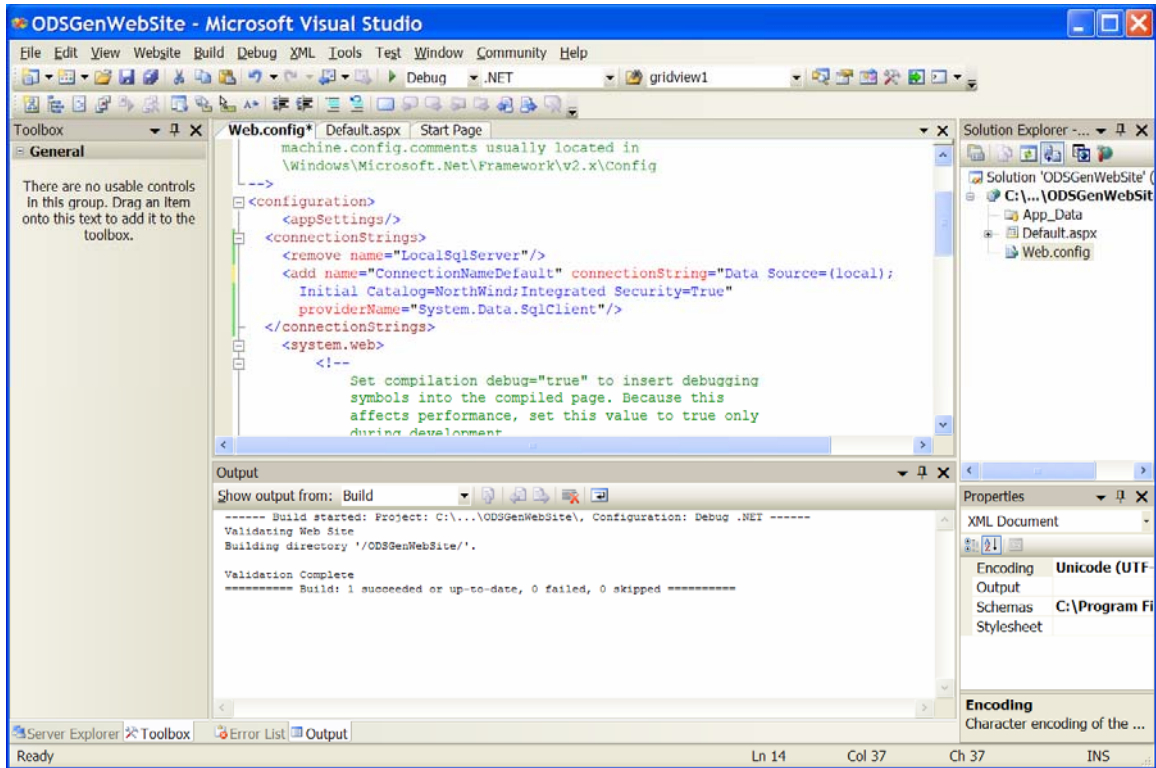 ODSGenWebSite - Microsoft Visual Studio
File Edit View Website Build Debug XML Tools Test Window Community Help
Debug .NET gridview1
Toolbox
General
There are no usable controls
in this group. Drag an item
onto this text to add it to the
toolbox.
Web.config* Default.aspx Start Page
machine.config.comments usually located in
\Windows\Microsoft.Net\Framework\v2.x\Config
-->
<configuration>
<appSettings/>
<connectionStrings>
<remove name="LocalSqlServer"/>
<add name="ConnectionNameDefault" connectionString="Data Source=(local);
Initial Catalog=NorthWind;Integrated Security=True"
providerName="System.Data.SqlClient"/>
</connectionStrings>
<system.web>
<!--
Set compilation debug="true" to insert debugging
symbols into the compiled page. Because this
affects performance, set this value to true only
during development
Output
Show output from: Build
------ Build started: Project: C:\...\ODSGenWebSite\, Configuration: Debug .NET ------
Validating Web Site
Building directory '/ODSGenWebSite/'.
Validation Complete
========== Build: 1 succeeded or up-to-date, 0 failed, 0 skipped ==========
Solution Explorer -...
Solution 'ODSGenWebSite' (
C:\...\ODSGenWebSit
App_Data
Default.aspx
Web.config
Properties
XML Document
Encoding Unicode (UTF-
Output
Schemas C:\Program Fi
Stylesheet
Encoding
Character encoding of the ...
Server Explorer Toolbox Error List Output
Ready Ln 14 Col 37 Ch 37 INS